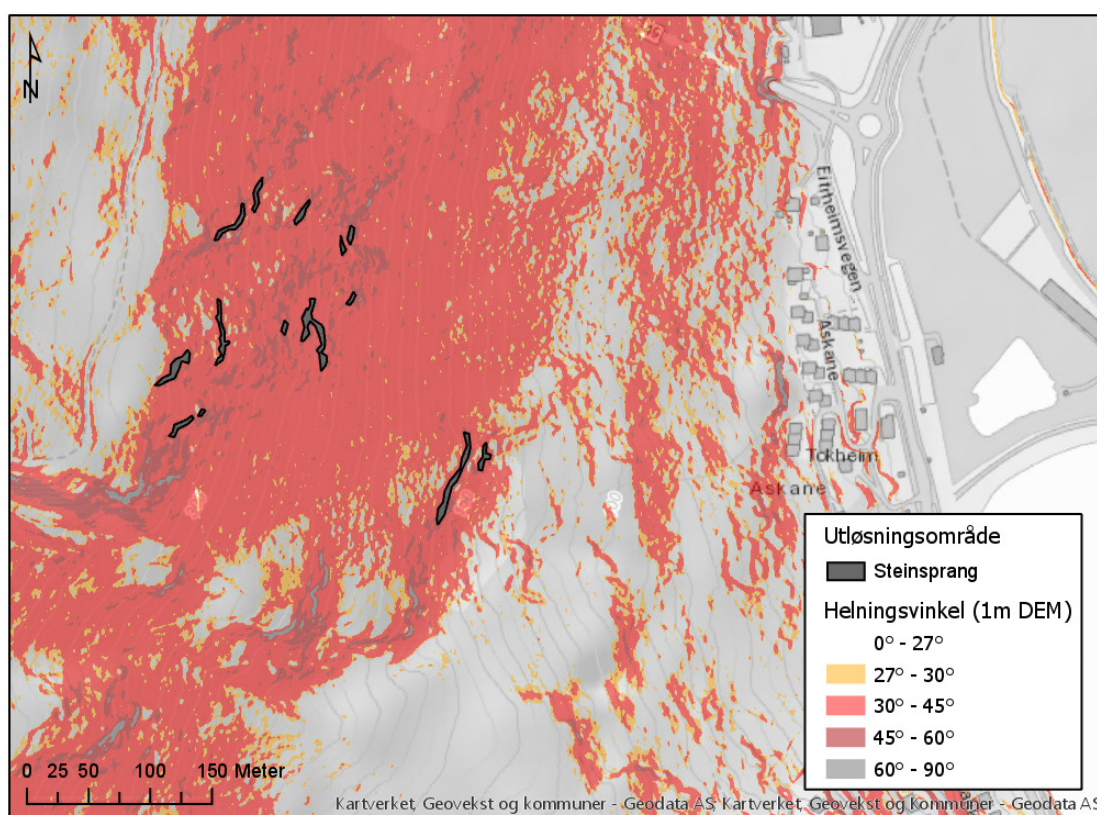 N
Eitrheimsvegen
Askane
Tokheim
Askane
Utløsningsområde
Steinsprang
Helningsvinkel (1m DEM)
0° - 27°
27° - 30°
30° - 45°
45° - 60°
60° - 90°
0 25 50 100 150 Meter
Kartverket, Geovekst og kommuner - Geodata AS, Kartverket, Geovekst og Kommuner - Geodata AS